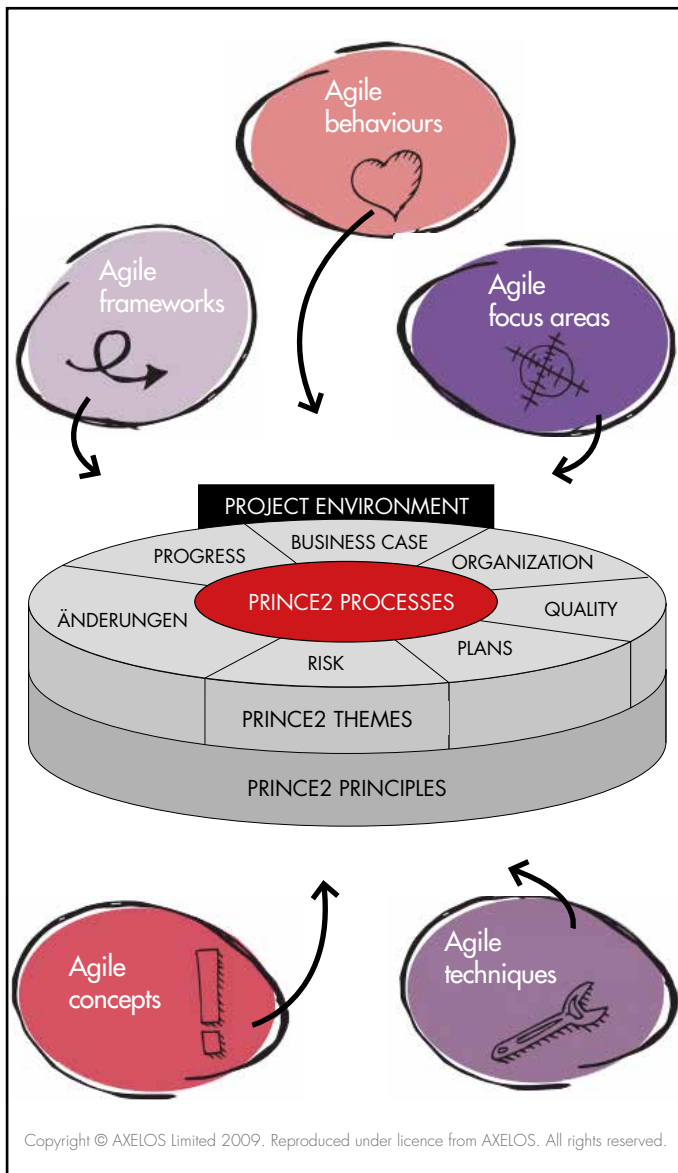 Agile
behaviours
Agile
frameworks
Agile
focus areas
PROJECT ENVIRONMENT
BUSINESS CASE
PROGRESS
ORGANIZATION
PRINCE2 PROCESSES
ÄNDERUNGEN
QUALITY
RISK
PLANS
PRINCE2 THEMES
PRINCE2 PRINCIPLES
Agile
concepts
Agile
techniques
Copyright © AXELOS Limited 2009. Reproduced under licence from AXELOS. All rights reserved.